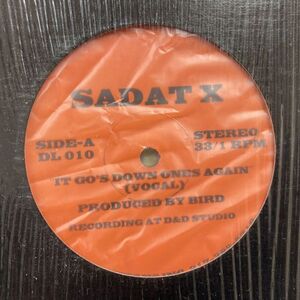 SADAT X
SIDE-A
DL 010
STEREO
33/1 RPM
IT GO'S DOWN ONES AGAIN
(VOCAL)
PRODUCED BY BIRD
RECORDING AT D&D STUDIO